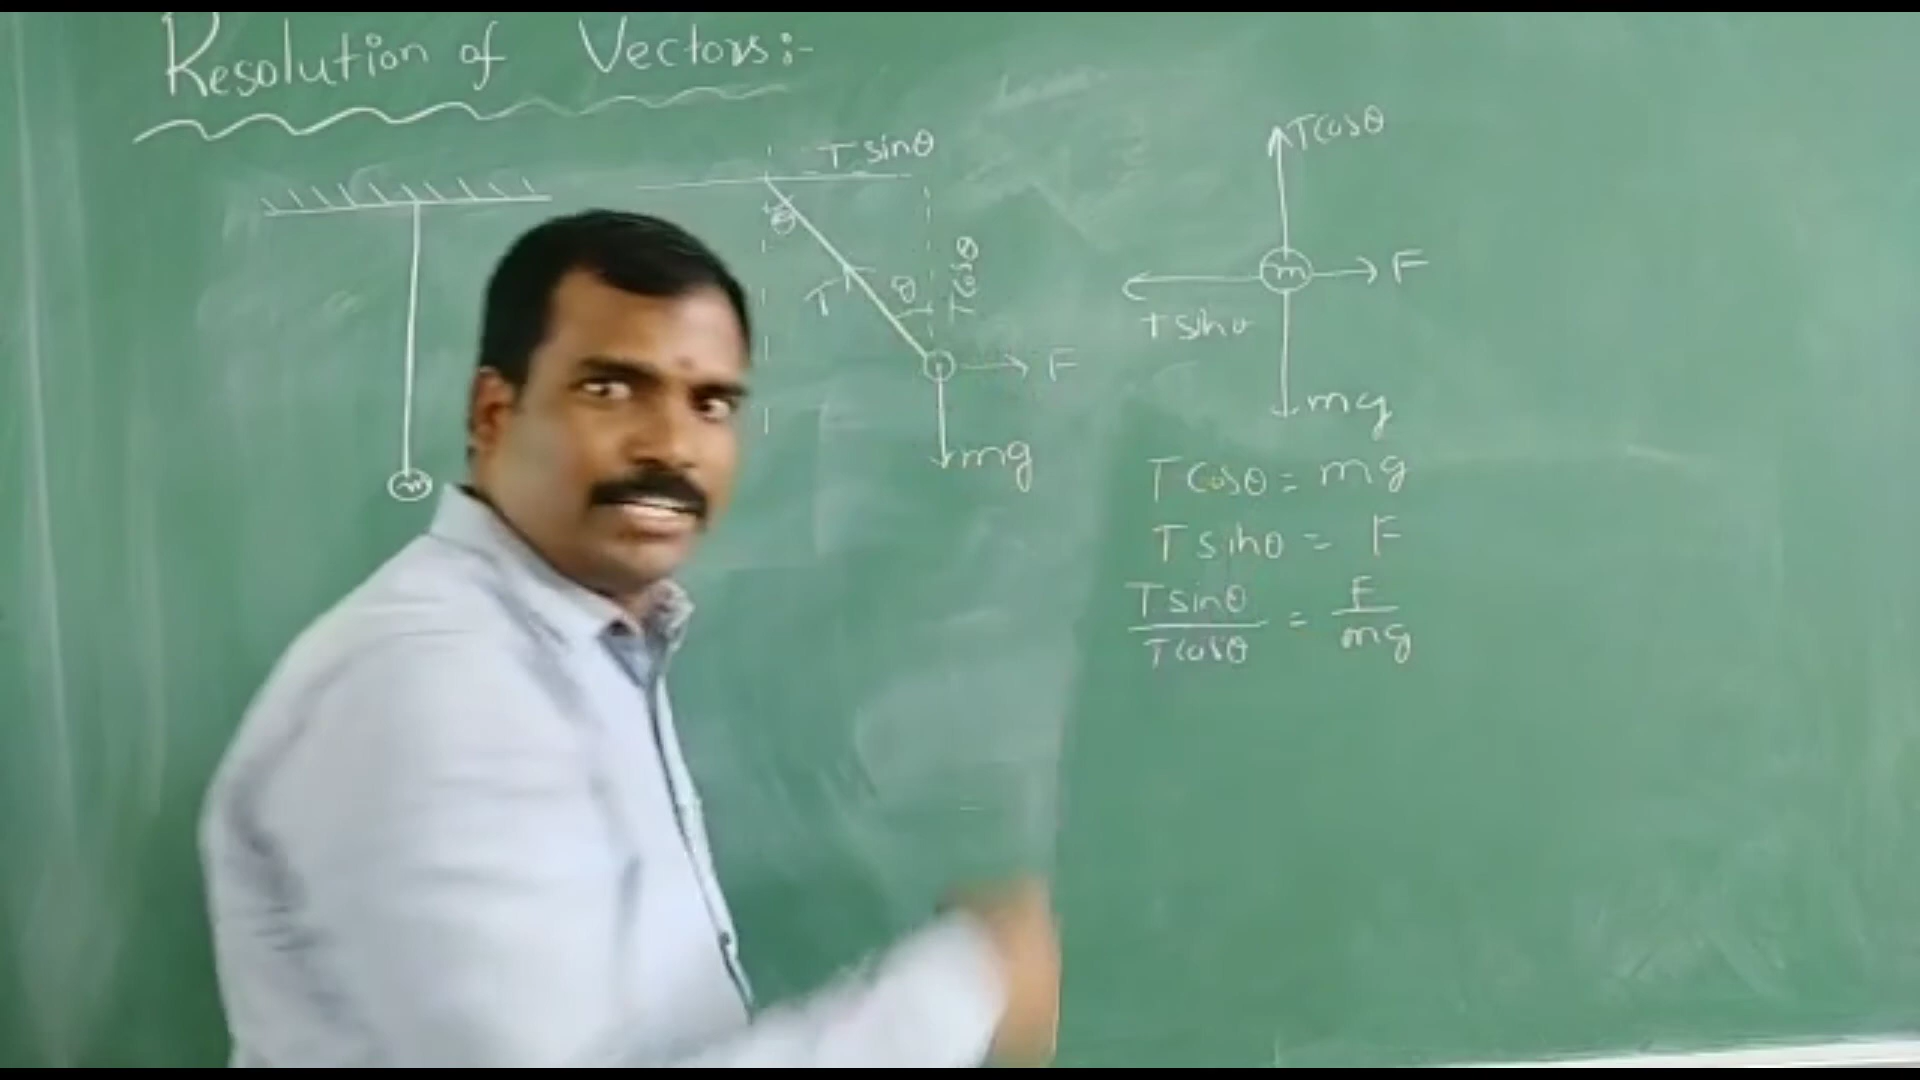 Resolution of Vectors:-
T sinθ
θ
T
θ
T cosθ
F
mg
m
T cosθ
m
F
T sinθ
mg
T cosθ = mg
T sinθ = F
T sinθ / T cosθ = F / mg